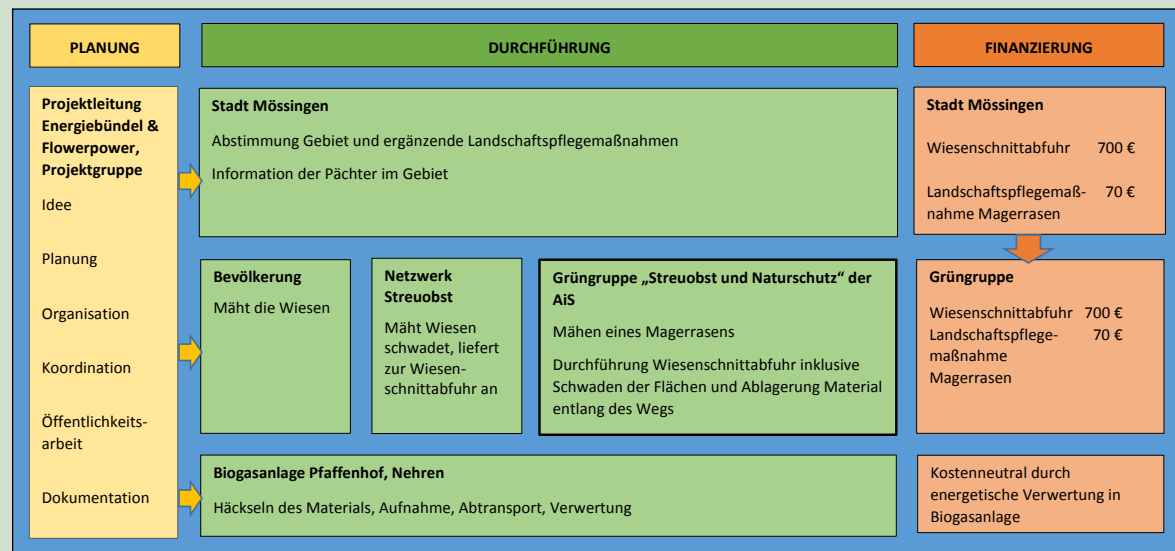 PLANUNG
DURCHFÜHRUNG
FINANZIERUNG
Projektleitung
Energiebündel &
Flowerpower,
Projektgruppe
Idee
Planung
Organisation
Koordination
Öffentlichkeits-
arbeit
Dokumentation
Stadt Mössingen
Abstimmung Gebiet und ergänzende Landschaftspflegemaßnahmen
Information der Pächter im Gebiet
Bevölkerung
Mäht die Wiesen
Netzwerk
Streuobst
Mäht Wiesen
schwadet, liefert
zur Wiesen-
schnittabfuhr an
Grüngruppe „Streuobst und Naturschutz“ der
AiS
Mähen eines Magerrasens
Durchführung Wiesenschnittabfuhr inklusive
Schwaden der Flächen und Ablagerung Material
entlang des Wegs
Biogasanlage Pfaffenhof, Nehren
Häckseln des Materials, Aufnahme, Abtransport, Verwertung
Stadt Mössingen
Wiesenschnittabfuhr 700 €
Landschaftspflegemaß- 70 €
nahme Magerrasen
Grüngruppe
Wiesenschnittabfuhr 700 €
Landschaftspflege- 70 €
maßnahme
Magerrasen
Kostenneutral durch
energetische Verwertung in
Biogasanlage